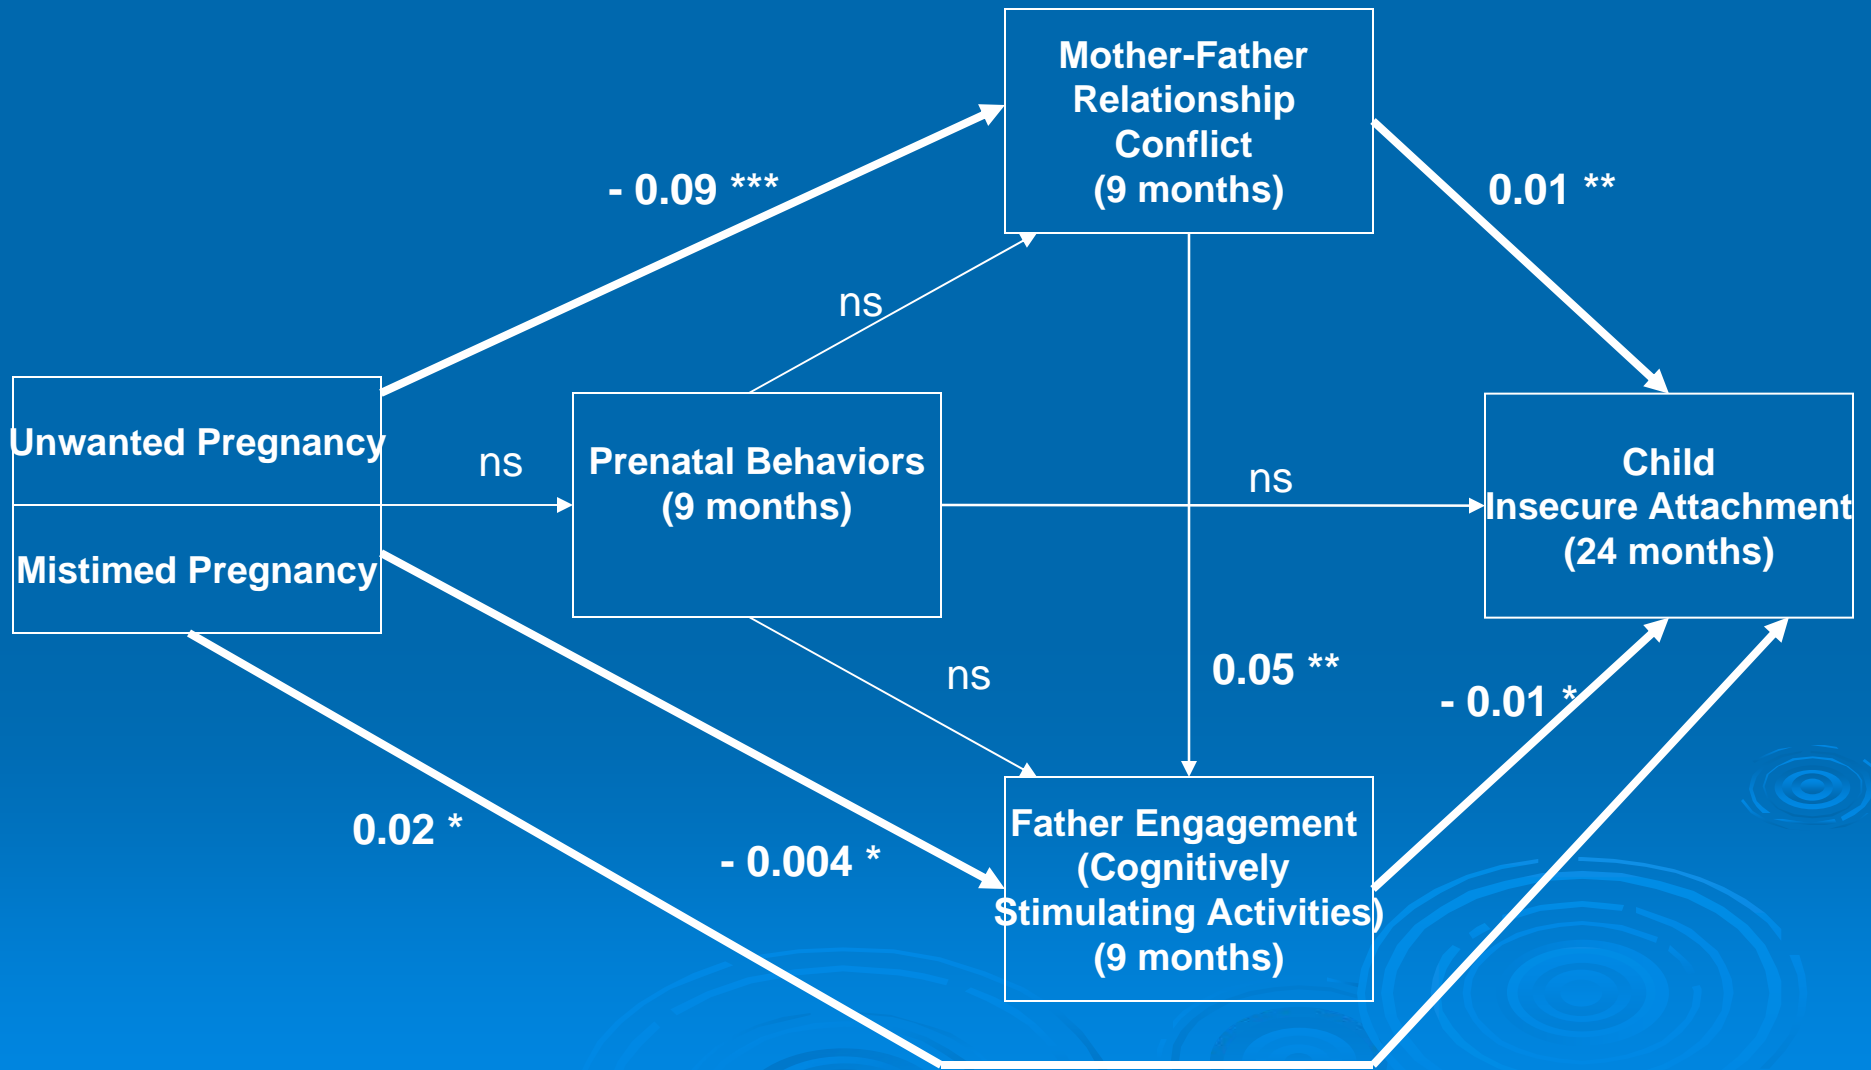 Mother-Father
Relationship
Conflict
(9 months)
- 0.09 ***
0.01 **
ns
Unwanted Pregnancy
Mistimed Pregnancy
ns
Prenatal Behaviors
(9 months)
ns
Child
Insecure Attachment
(24 months)
ns
0.05 **
- 0.01 *
0.02 *
- 0.004 *
Father Engagement
(Cognitively
Stimulating Activities)
(9 months)